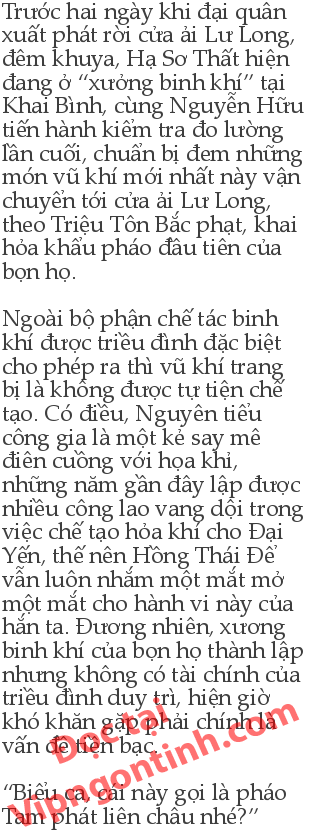 Trước hai ngày khi đại quân
xuất phát rời cửa ải Lư Long,
đêm khuya, Hạ Sơ Thất hiện
đang ở “xưởng binh khí” tại
Khai Bình, cùng Nguyễn Hữu
tiến hành kiểm tra đo lường
lần cuối, chuẩn bị đem những
món vũ khí mới nhất này vận
chuyển tới cửa ải Lư Long,
theo Triệu Tôn Bắc phạt, khai
hỏa khẩu pháo đầu tiên của
bọn họ.

Ngoài bộ phận chế tác binh
khí được triều đình đặc biệt
cho phép ra thì vũ khí trang
bị là không được tự tiện chế
tạo. Có điều, Nguyên tiểu
công gia là một kẻ say mê
điên cuồng với họa khỉ,
những năm gần đây lập được
nhiều công lao vang dội trong
việc chế tạo hỏa khí cho Đại
Yến, thế nên Hồng Thái Để
vẫn luôn nhắm một mắt mở
một mắt cho hành vi này của
hắn ta. Đương nhiên, xương
binh khí của bọn họ thành lập
nhưng không có tài chính của
triều đình duy trì, hiện giờ
khó khăn gặp phải chính là
vấn đề tiền bạc.

“Biểu ca, cái này gọi là pháo
Tam phát liên châu nhé?”
Đọc tại
Vipngontinh.com